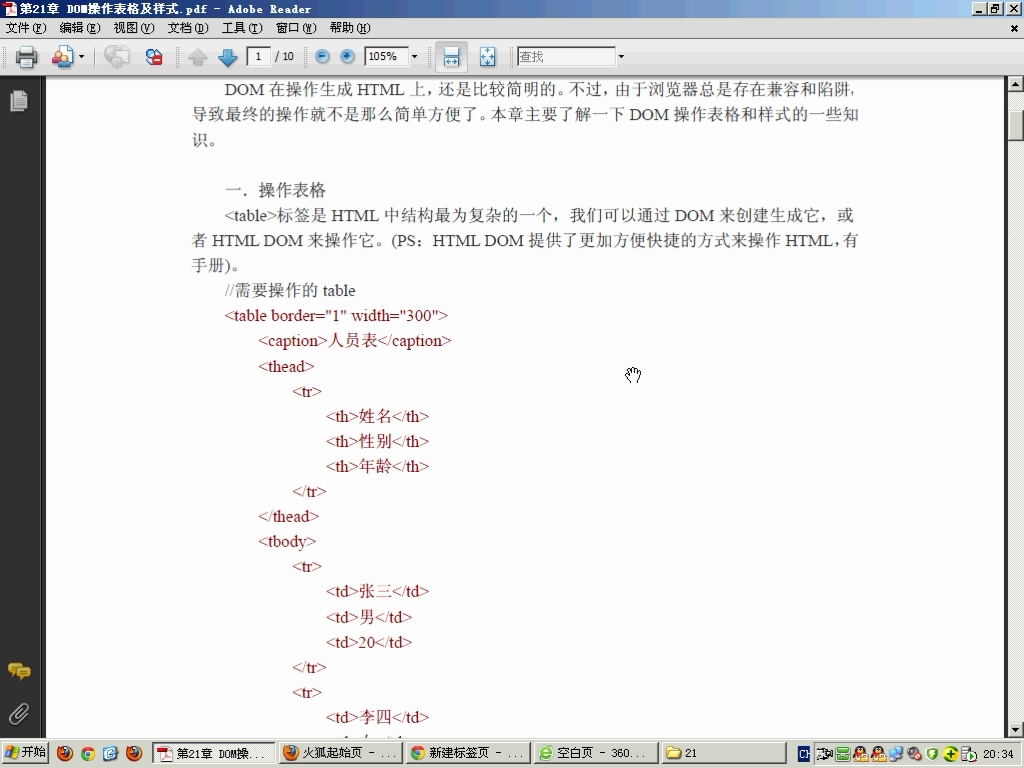 第21章 DOM操作表格及样式.pdf - Adobe Reader
文件(F) 编辑(E) 视图(V) 文档(D) 工具(T) 窗口(W) 帮助(H)
1 / 10 105% 查找
DOM 在操作生成 HTML 上，还是比较简明的。不过，由于浏览器总是存在兼容和陷阱，
导致最终的操作就不是那么简单方便了。本章主要了解一下 DOM 操作表格和样式的一些知
识。
一．操作表格
<table>标签是 HTML 中结构最为复杂的一个，我们可以通过 DOM 来创建生成它，或
者 HTML DOM 来操作它。(PS：HTML DOM 提供了更加方便快捷的方式来操作 HTML，有
手册)。
//需要操作的 table
<table border="1" width="300">
<caption>人员表</caption>
<thead>
<tr>
<th>姓名</th>
<th>性别</th>
<th>年龄</th>
</tr>
</thead>
<tbody>
<tr>
<td>张三</td>
<td>男</td>
<td>20</td>
</tr>
<tr>
<td>李四</td>
开始 第21章 DOM操... 火狐起始页 - ... 新建标签页 - ... 空白页 - 360... 21 CH 20:34